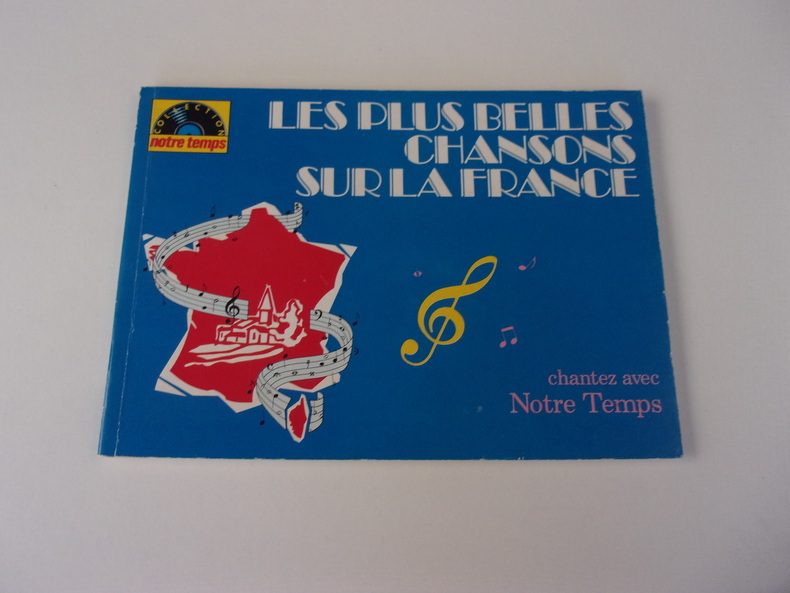 COLLECTION
notre temps
LES PLUS BELLES
CHANSONS
SUR LA FRANCE
chantez avec
Notre Temps